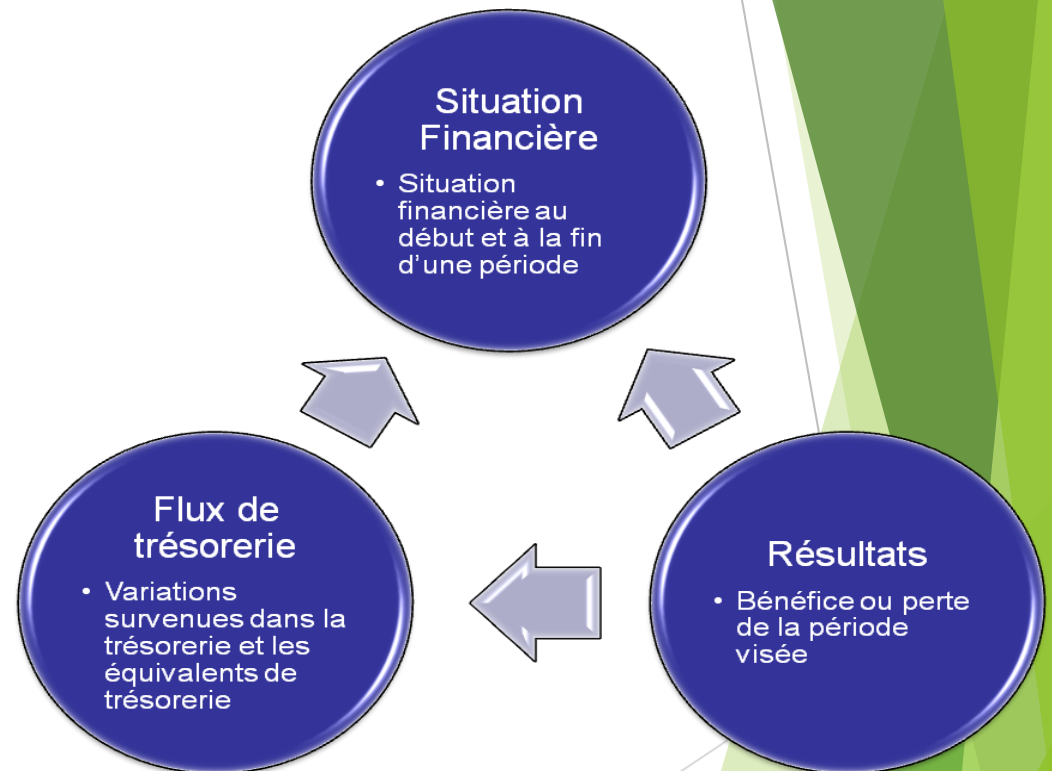 Situation
Financière
• Situation
financière au
début et à la fin
d’une période
Flux de
trésorerie
• Variations
survenues dans la
trésorerie et les
équivalents de
trésorerie
Résultats
• Bénéfice ou perte
de la période
visée